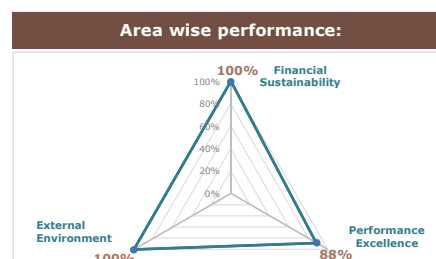 Area wise performance:
100%
Financial
Sustainability
100%
80%
60%
40%
20%
0%
External
Environment
Performance
Excellence
100%
88%